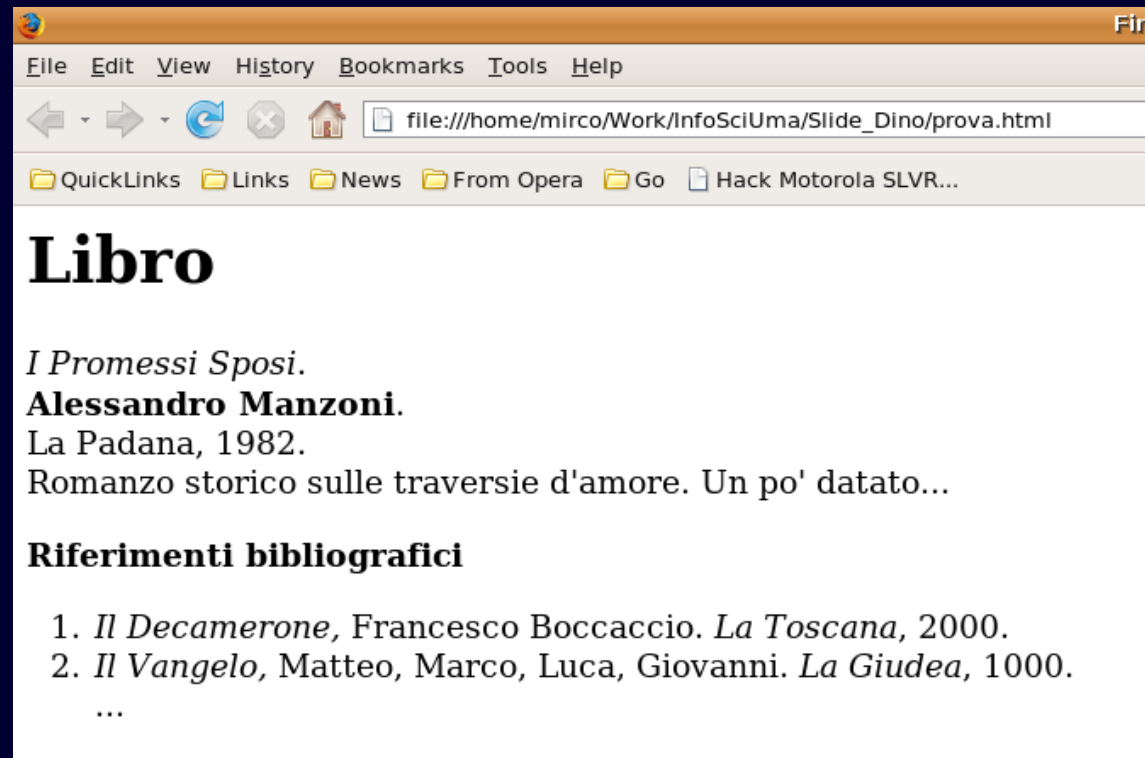 Fir
File Edit View History Bookmarks Tools Help
file:///home/mirco/Work/InfoSciUma/Slide_Dino/prova.html
QuickLinks Links News From Opera Go Hack Motorola SLVR...
Libro
I Promessi Sposi.
Alessandro Manzoni.
La Padana, 1982.
Romanzo storico sulle traversie d'amore. Un po' datato...
Riferimenti bibliografici
1. Il Decamerone, Francesco Boccaccio. La Toscana, 2000.
2. Il Vangelo, Matteo, Marco, Luca, Giovanni. La Giudea, 1000.
...